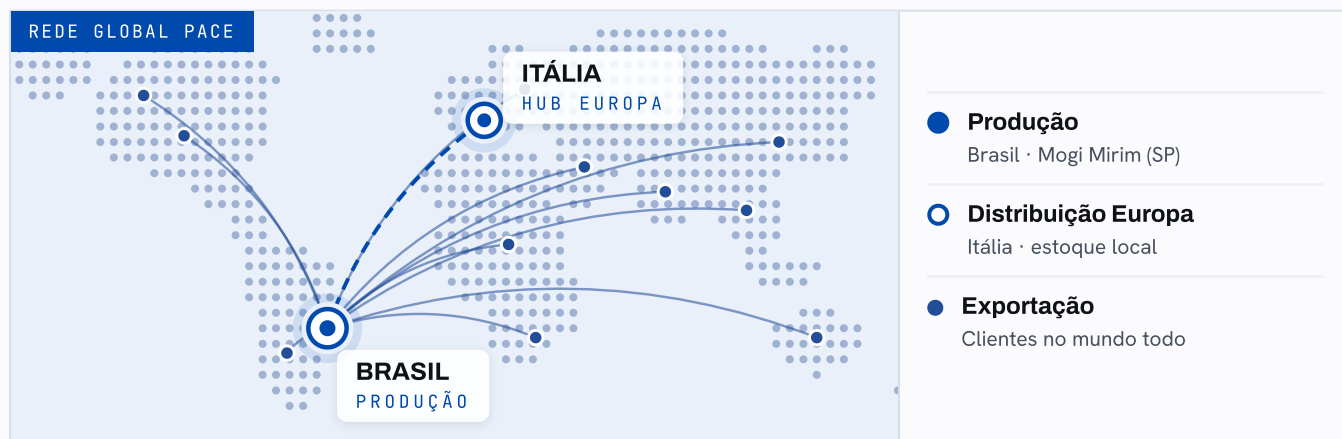 REDE GLOBAL PACE
ITÁLIA
HUB EUROPA
BRASIL
PRODUÇÃO
Produção
Brasil · Mogi Mirim (SP)
Distribuição Europa
Itália · estoque local
Exportação
Clientes no mundo todo